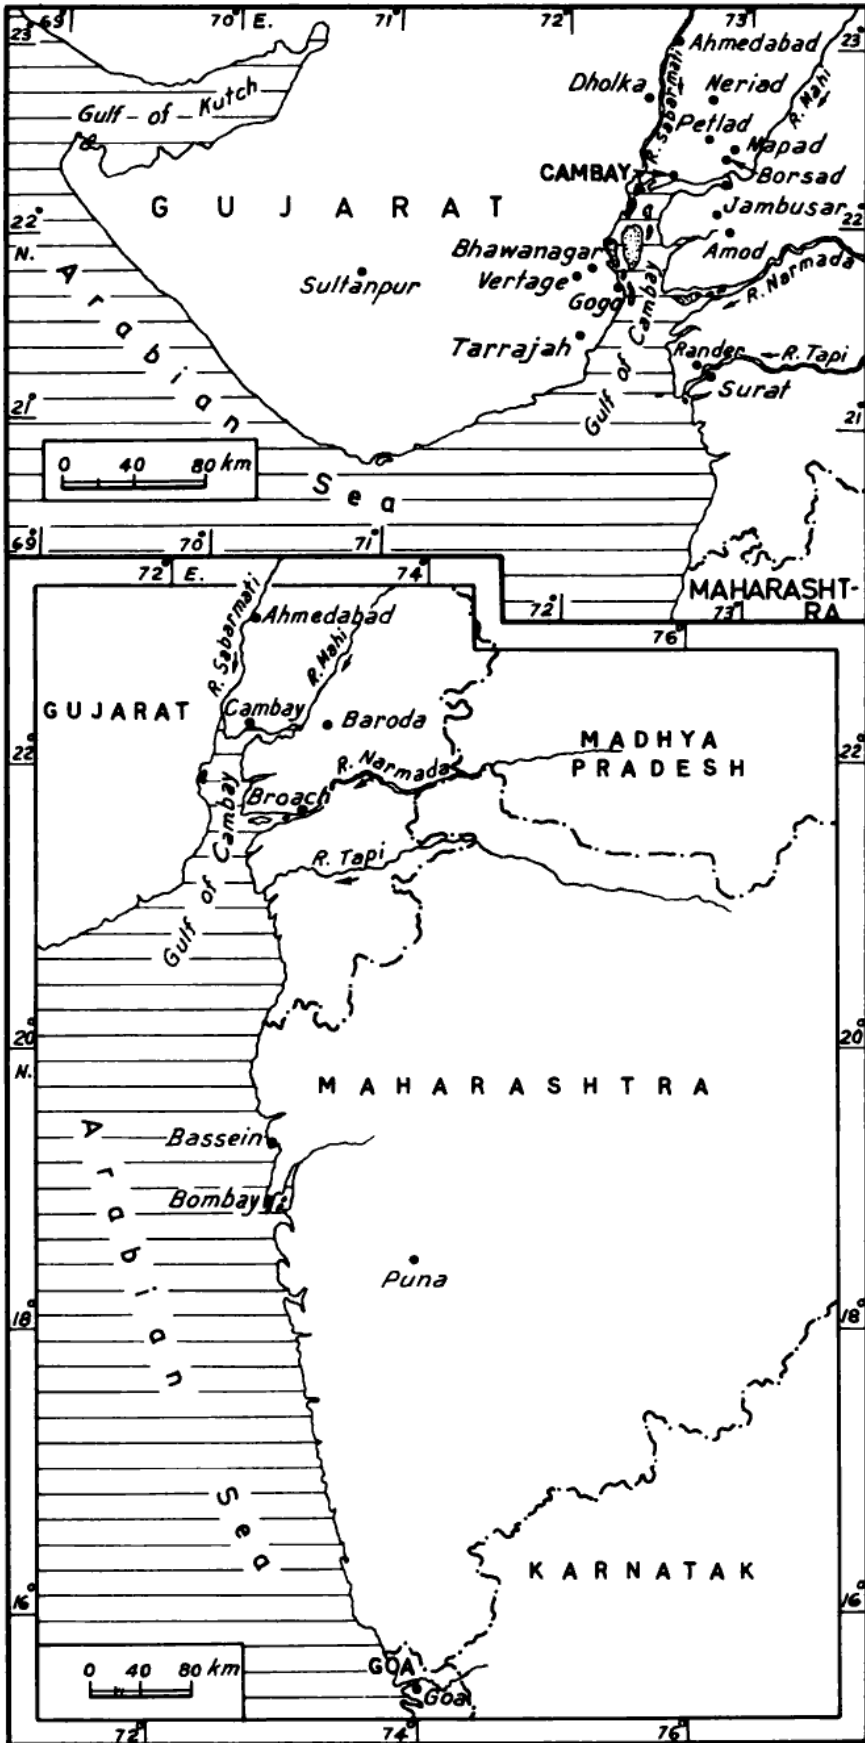 69°
70° E.
71°
72°
73°
23°
23°
Ahmedabad
Dholka
Neriad
R. Sabarmali
R. Mahi
Gulf - of - Kutch
Petlad
Mapad
CAMBAY
Borsad
GUJARAT
Jambusar
22°
N.
22°
Bhawanagar
Amod
Sultanpur
Vertage
Gogo
R. Narmada
Arabian Sea
Gulf of Cambay
Tarrajah
Rander
R. Tapi
Surat
21°
21°
0 40 80 km
69°
70°
71°
72°
73°
MAHARASHT-
RA
72° E.
74°
76°
R. Sabarmati
Ahmedabad
R. Mahi
GUJARAT
Cambay
Baroda
MADHYA
PRADESH
22°
22°
R. Narmada
Broach
Gulf of Cambay
R. Tapi
20°
N.
20°
MAHARASHTRA
Arabian Sea
Bassein
Bombay
Puna
18°
18°
KARNATAK
16°
16°
GOA
Goa
0 40 80 km
72°
74°
76°